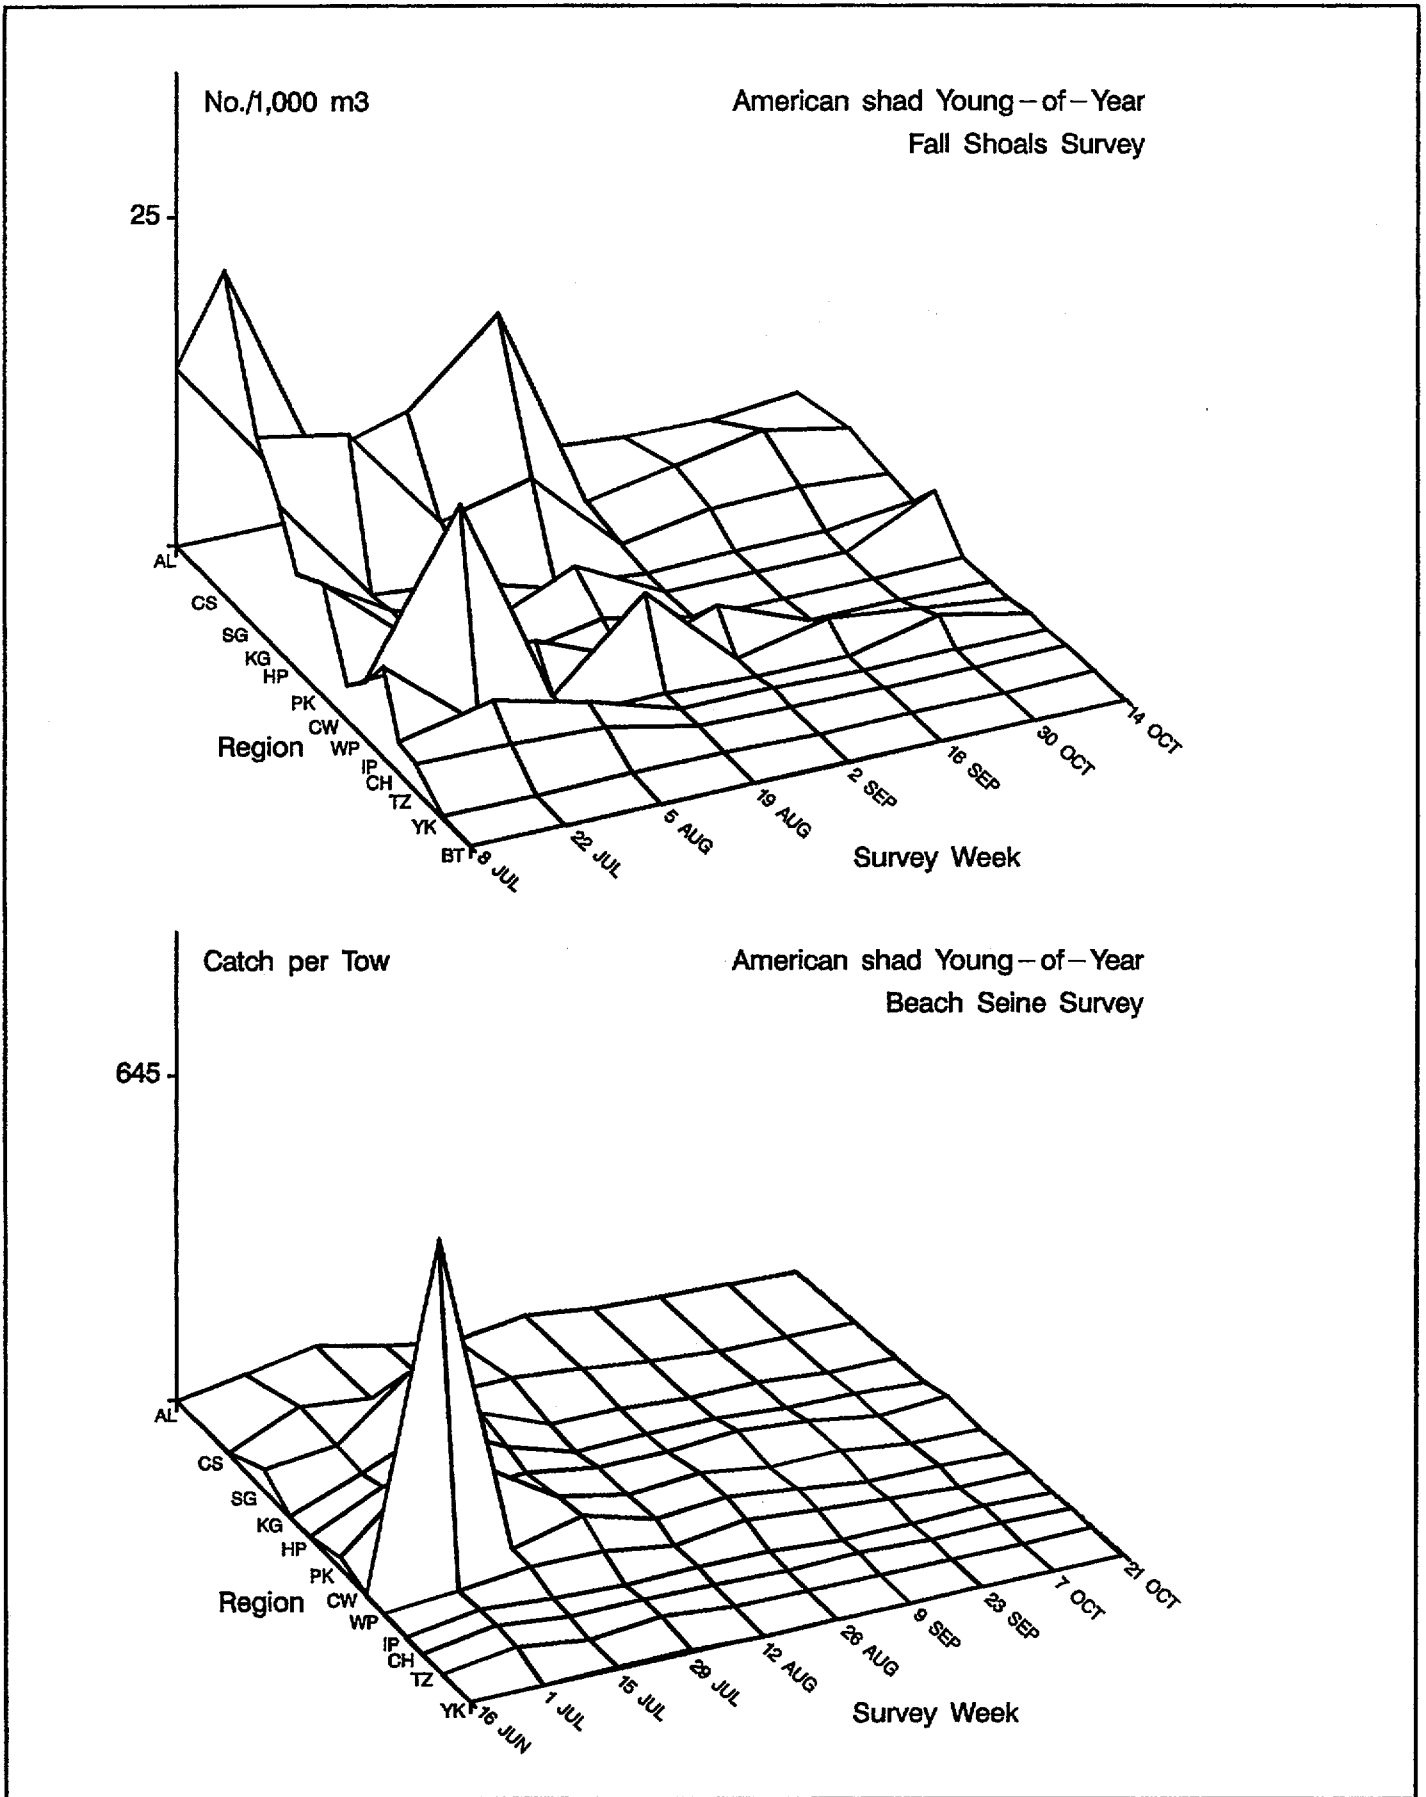 No./1,000 m3
American shad Young-of-Year
Fall Shoals Survey
25
AL
CS
SG
KG
HP
PK
CW
WP
IP
CH
TZ
YK
BT
Region
8 JUL
22 JUL
5 AUG
19 AUG
2 SEP
16 SEP
30 OCT
14 OCT
Survey Week
Catch per Tow
American shad Young-of-Year
Beach Seine Survey
645
AL
CS
SG
KG
HP
PK
CW
WP
IP
CH
TZ
YK
Region
16 JUN
1 JUL
15 JUL
29 JUL
12 AUG
26 AUG
9 SEP
23 SEP
7 OCT
21 OCT
Survey Week